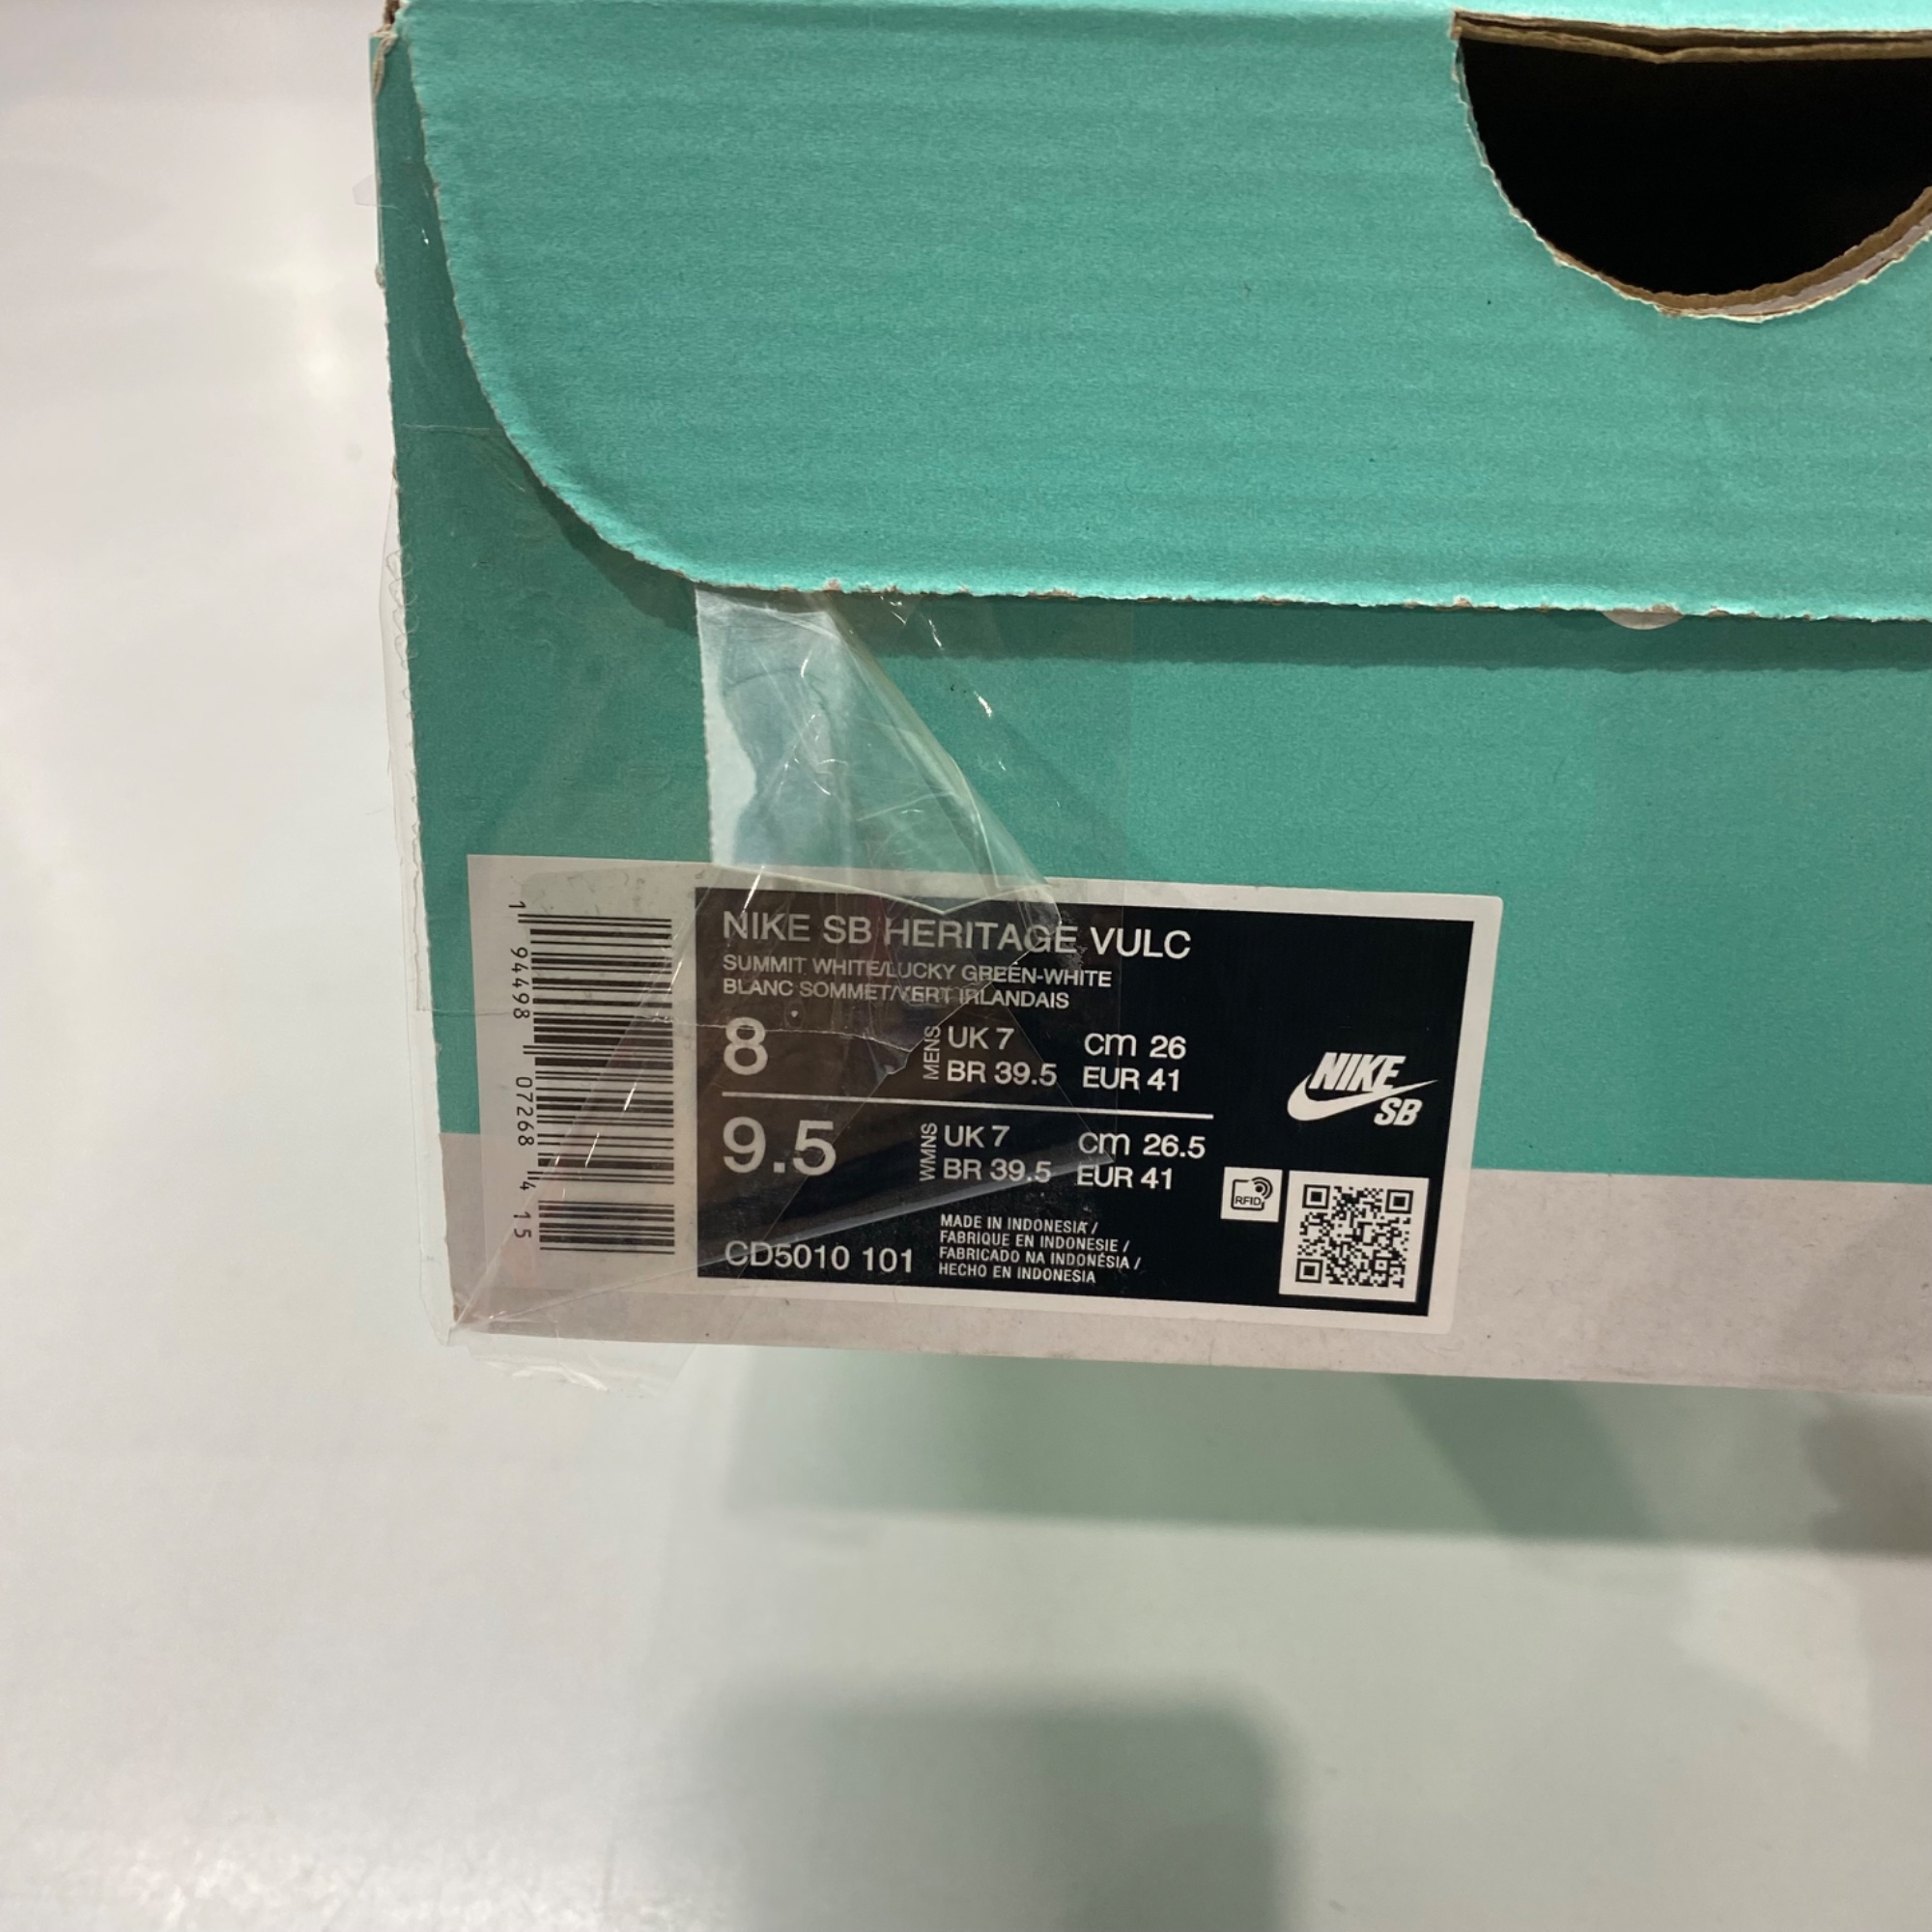 1 94498 07268 4 15
NIKE SB HERITAGE VULC
SUMMIT WHITE/LUCKY GREEN-WHITE
BLANC SOMMET/VERT IRLANDAIS
8
MENS
UK 7 cm 26
BR 39.5 EUR 41
9.5
WMNS
UK 7 cm 26.5
BR 39.5 EUR 41
CD5010 101
MADE IN INDONESIA /
FABRIQUE EN INDONESIE /
FABRICADO NA INDONÉSIA /
HECHO EN INDONESIA
NIKE
SB
RFID